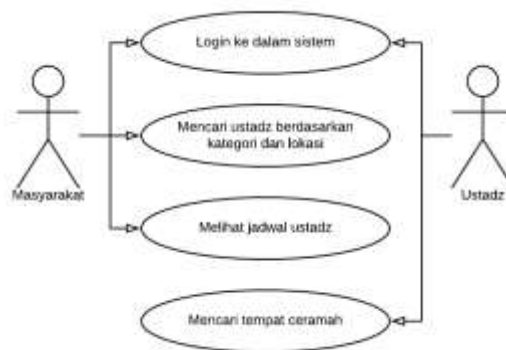 Login ke dalam sistem
Mencari ustadz berdasarkan
kategori dan lokasi
Masyarakat
Ustadz
Melihat jadwal ustadz
Mencari tempat ceramah